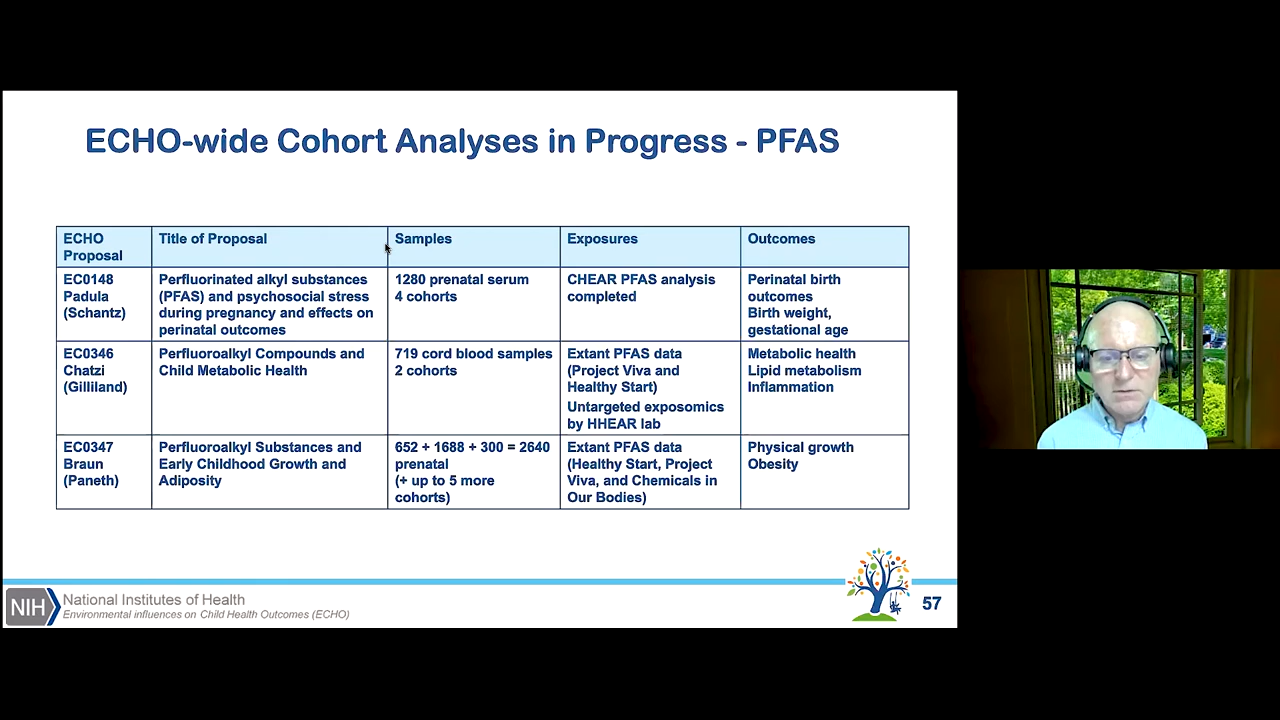 ECHO-wide Cohort Analyses in Progress - PFAS
ECHO
Proposal
Title of Proposal
Samples
Exposures
Outcomes
EC0148
Padula
(Schantz)
Perfluorinated alkyl substances
(PFAS) and psychosocial stress
during pregnancy and effects on
perinatal outcomes
1280 prenatal serum
4 cohorts
CHEAR PFAS analysis
completed
Perinatal birth
outcomes
Birth weight,
gestational age
EC0346
Chatzi
(Gilliland)
Perfluoroalkyl Compounds and
Child Metabolic Health
719 cord blood samples
2 cohorts
Extant PFAS data
(Project Viva and
Healthy Start)
Untargeted exposomics
by HHEAR lab
Metabolic health
Lipid metabolism
Inflammation
EC0347
Braun
(Paneth)
Perfluoroalkyl Substances and
Early Childhood Growth and
Adiposity
652 + 1688 + 300 = 2640
prenatal
(+ up to 5 more
cohorts)
Extant PFAS data
(Healthy Start, Project
Viva, and Chemicals in
Our Bodies)
Physical growth
Obesity
NIH
National Institutes of Health
Environmental influences on Child Health Outcomes (ECHO)
57